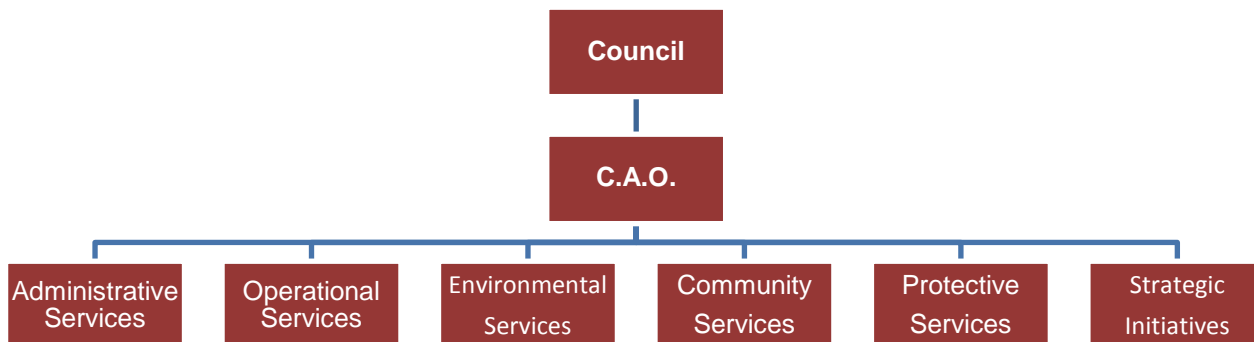 Council
C.A.O.
Administrative
Services
Operational
Services
Environmental
Services
Community
Services
Protective
Services
Strategic
Initiatives